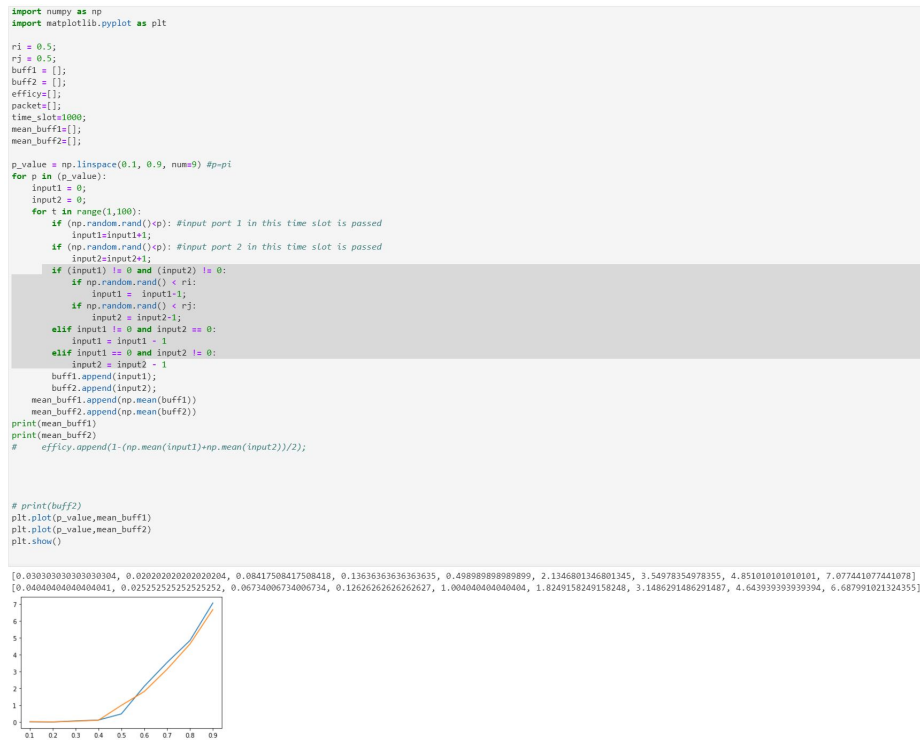 import numpy as np
import matplotlib.pyplot as plt
ri = 0.5;
rj = 0.5;
buff1 = [];
buff2 = [];
efficy=[];
packet=[];
time_slot=1000;
mean_buff1=[];
mean_buff2=[];
p_value = np.linspace(0.1, 0.9, num=9) #p=pi
for p in (p_value):
    input1 = 0;
    input2 = 0;
    for t in range(1,100):
        if (np.random.rand()<p): #input port 1 in this time slot is passed
            input1=input1+1;
        if (np.random.rand()<p): #input port 2 in this time slot is passed
            input2=input2+1;
        if (input1) != 0 and (input2) != 0:
            if np.random.rand() < ri:
                input1 =  input1-1;
            if np.random.rand() < rj:
                input2 = input2-1;
        elif input1 != 0 and input2 == 0:
            input1 = input1 - 1
        elif input1 == 0 and input2 != 0:
            input2 = input2 - 1
        buff1.append(input1);
        buff2.append(input2);
    mean_buff1.append(np.mean(buff1))
    mean_buff2.append(np.mean(buff2))
print(mean_buff1)
print(mean_buff2)
#     efficy.append(1-(np.mean(input1)+np.mean(input2))/2);
# print(buff2)
plt.plot(p_value,mean_buff1)
plt.plot(p_value,mean_buff2)
plt.show()
[0.030303030303030304, 0.020202020202020204, 0.08417508417508418, 0.13636363636363635, 0.498989898989899, 2.1346801346801345, 3.54978354978355, 4.851010101010101, 7.077441077441078]
[0.04040404040404041, 0.025252525252525252, 0.06734006734006734, 0.12626262626262627, 1.004040404040404, 1.8249158249158248, 3.1486291486291487, 4.643939393939394, 6.687991021324355]
7
6
5
4
3
2
1
0
0.1 0.2 0.3 0.4 0.5 0.6 0.7 0.8 0.9